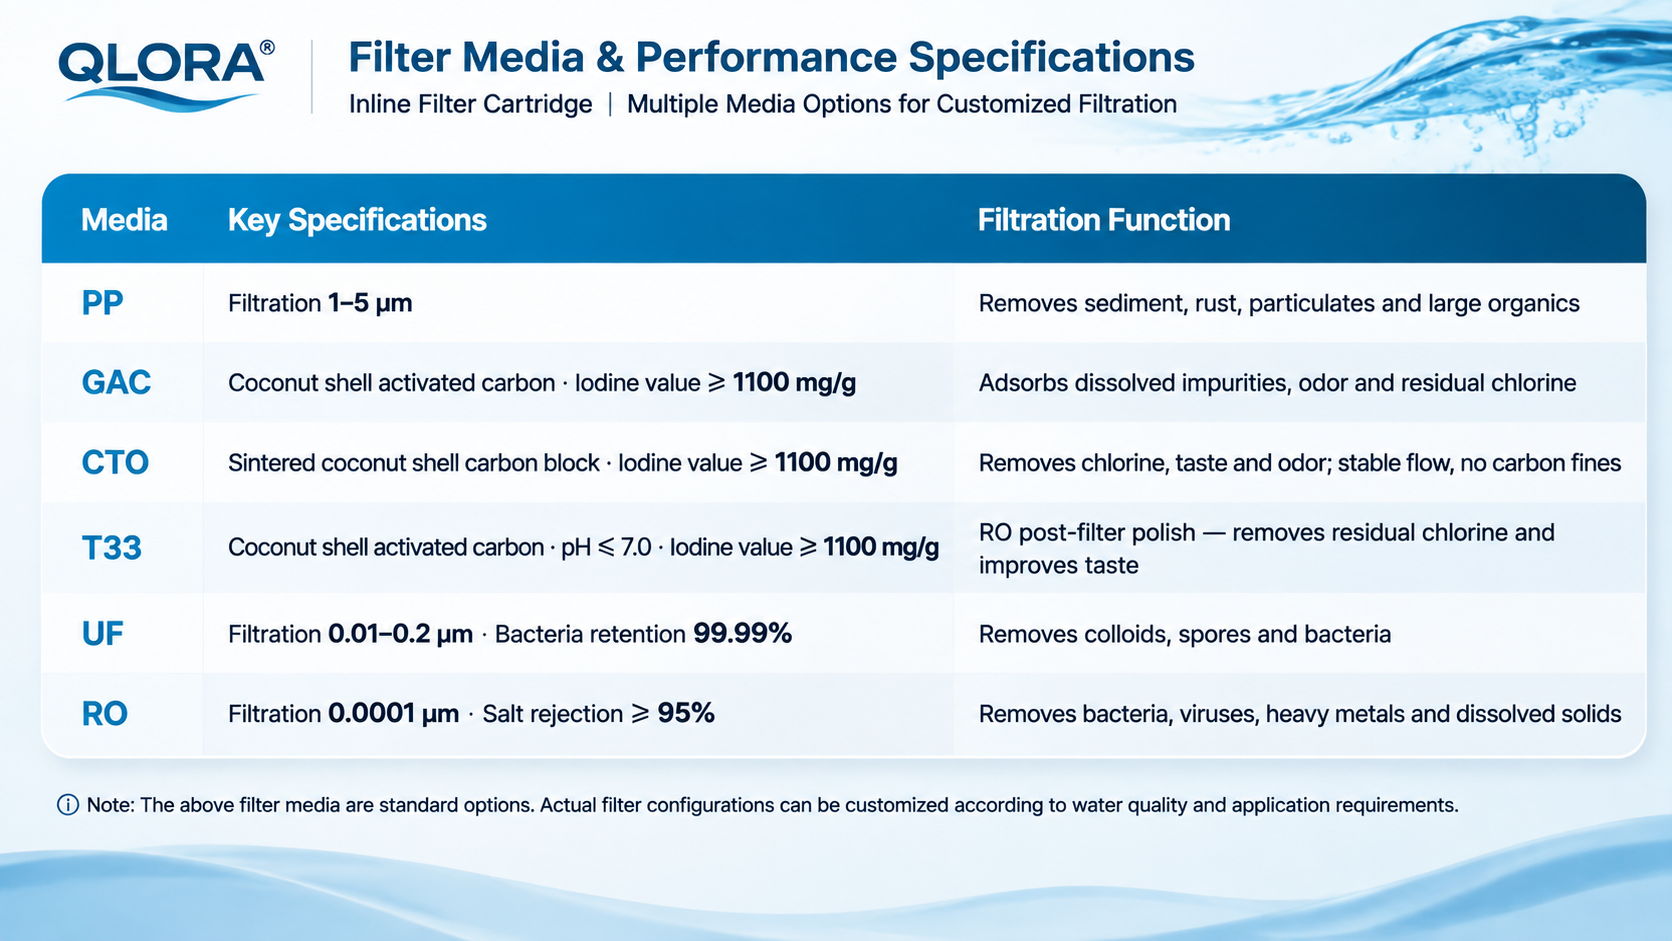 QLORA®
Filter Media & Performance Specifications
Inline Filter Cartridge | Multiple Media Options for Customized Filtration
Media Key Specifications Filtration Function
PP Filtration 1–5 µm Removes sediment, rust, particulates and large organics
GAC Coconut shell activated carbon · Iodine value ⩾ 1100 mg/g Adsorbs dissolved impurities, odor and residual chlorine
CTO Sintered coconut shell carbon block · Iodine value ⩾ 1100 mg/g Removes chlorine, taste and odor; stable flow, no carbon fines
T33 Coconut shell activated carbon · pH ⩽ 7.0 · Iodine value ⩾ 1100 mg/g RO post-filter polish — removes residual chlorine and
improves taste
UF Filtration 0.01–0.2 µm · Bacteria retention 99.99% Removes colloids, spores and bacteria
RO Filtration 0.0001 µm · Salt rejection ⩾ 95% Removes bacteria, viruses, heavy metals and dissolved solids
Note: The above filter media are standard options. Actual filter configurations can be customized according to water quality and application requirements.